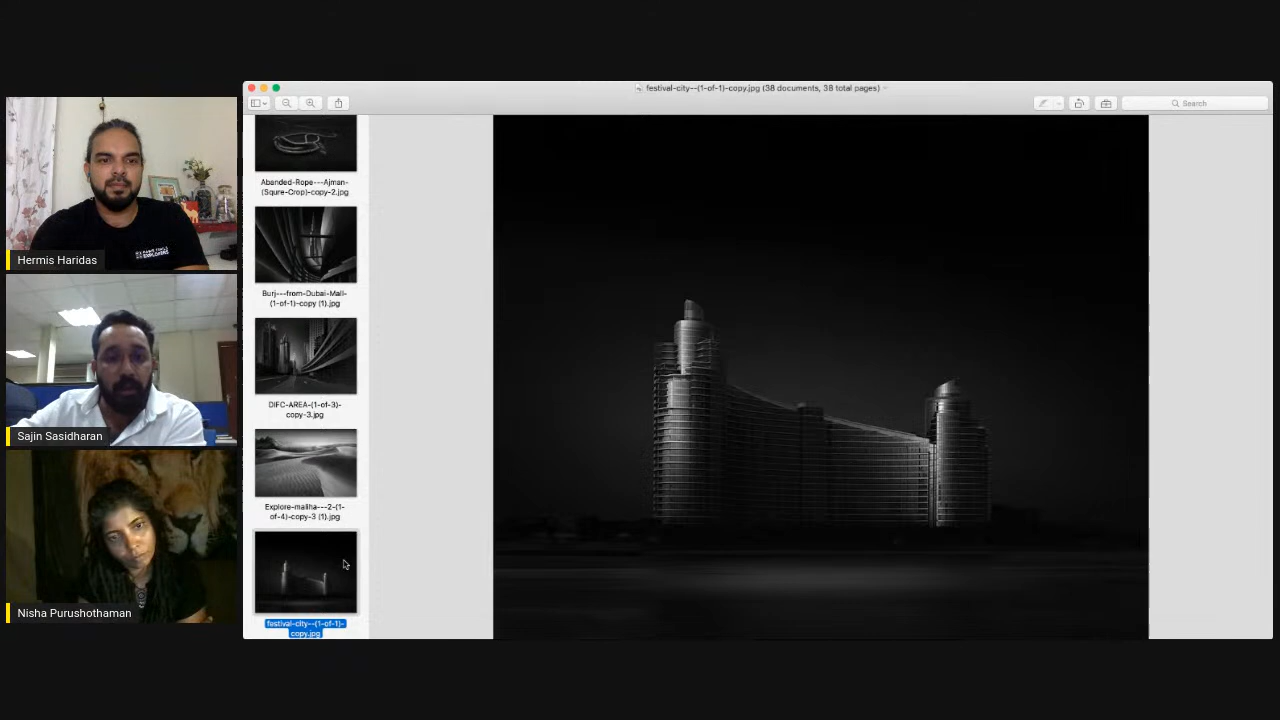 festival-city--(1-of-1)-copy.jpg (38 documents, 38 total pages)
Search
Abanded-Rope---Ajman-
(Squre-Crop)-copy-2.jpg
Burj---from-Dubai-Mall-
(1-of-1)-copy (1).jpg
DIFC-AREA-(1-of-3)-
copy-3.jpg
Explore-maliha---2-(1-
of-4)-copy-3 (1).jpg
festival-city--(1-of-1)-
copy.jpg
Hermis Haridas
Sajin Sasidharan
Nisha Purushothaman